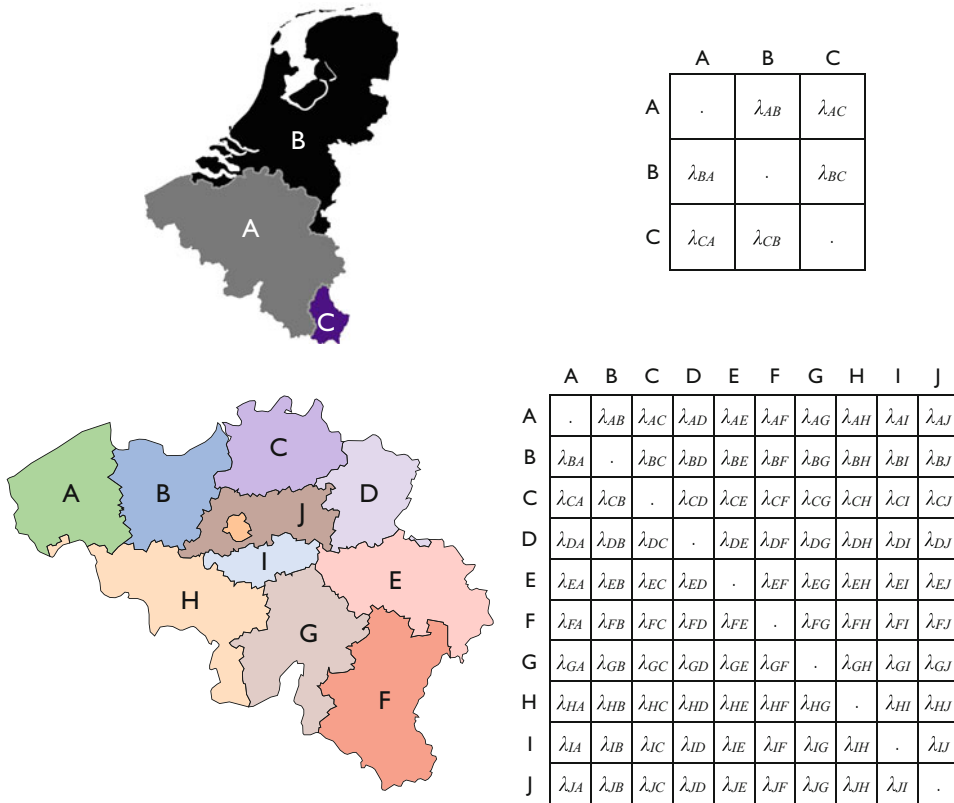 B
A
C
A B C
A . λAB λAC
B λBA . λBC
C λCA λCB .
A
B
C
D
J
I
H
E
G
F
A B C D E F G H I J
A . λAB λAC λAD λAE λAF λAG λAH λAI λAJ
B λBA . λBC λBD λBE λBF λBG λBH λBI λBJ
C λCA λCB . λCD λCE λCF λCG λCH λCI λCJ
D λDA λDB λDC . λDE λDF λDG λDH λDI λDJ
E λEA λEB λEC λED . λEF λEG λEH λEI λEJ
F λFA λFB λFC λFD λFE . λFG λFH λFI λFJ
G λGA λGB λGC λGD λGE λGF . λGH λGI λGJ
H λHA λHB λHC λHD λHE λHF λHG . λHI λHJ
I λIA λIB λIC λID λIE λIF λIG λIH . λIJ
J λJA λJB λJC λJD λJE λJF λJG λJH λJI .